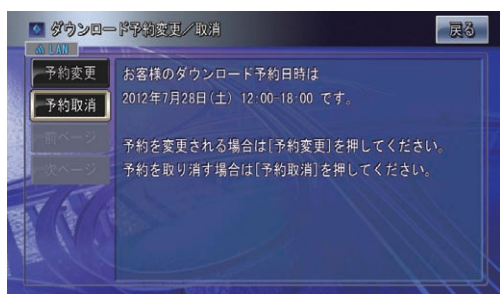 ダウンロード予約変更／取消
戻る
LAN
予約変更
予約取消
前ページ
次ページ
お客様のダウンロード予約日時は
2012年7月28日(土) 12:00-18:00 です。
予約を変更される場合は[予約変更]を押してください。
予約を取り消す場合は[予約取消]を押してください。